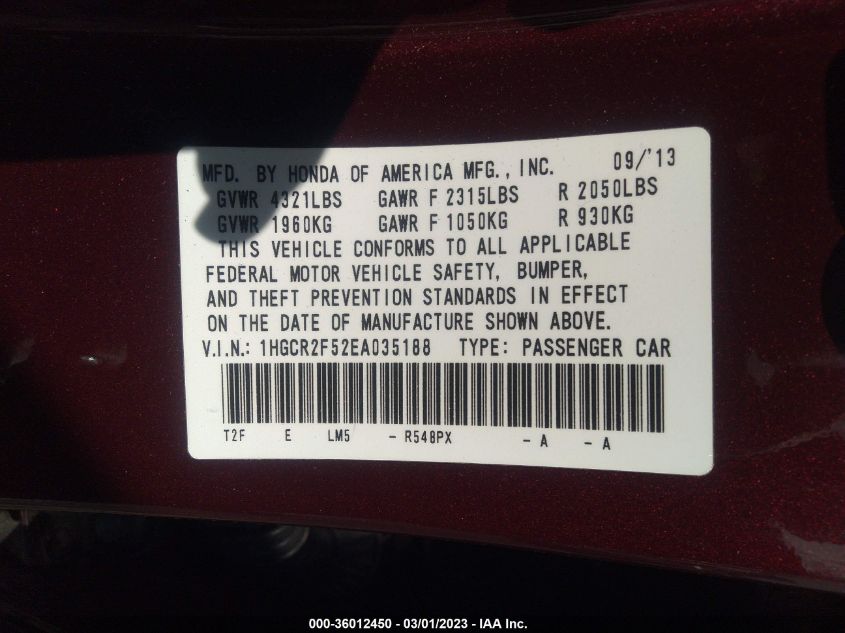 MFD. BY HONDA OF AMERICA MFG., INC. 09/'13
GVWR 4321LBS GAWR F 2315LBS R 2050LBS
GVWR 1960KG GAWR F 1050KG R 930KG
THIS VEHICLE CONFORMS TO ALL APPLICABLE
FEDERAL MOTOR VEHICLE SAFETY, BUMPER,
AND THEFT PREVENTION STANDARDS IN EFFECT
ON THE DATE OF MANUFACTURE SHOWN ABOVE.
V.I.N.: 1HGCR2F52EA035188 TYPE: PASSENGER CAR
T2F E LM5 - R548PX - A - A
000-36012450 - 03/01/2023 - IAA Inc.